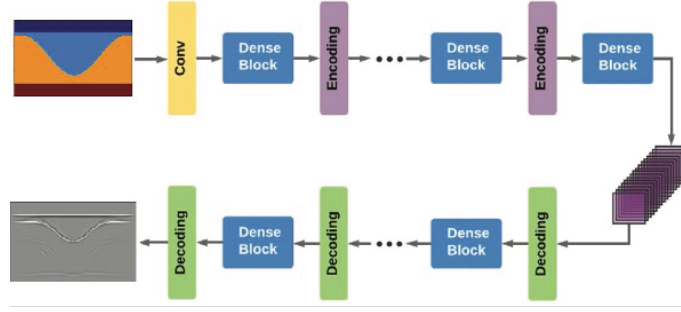 Conv
Dense
Block
Encoding
Dense
Block
Encoding
Dense
Block
Decoding
Dense
Block
Decoding
Dense
Block
Decoding